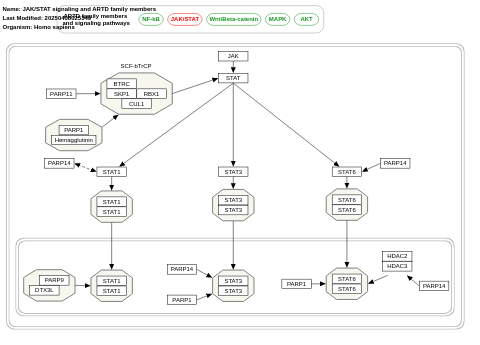 Name: JAK/STAT signaling and ARTD family members
Last Modified: 
Organism: Homo sapiens
ARTD family members
and signaling pathways
NF-kB
JAK/STAT
Wnt/Beta-catenin
MAPK
AKT
JAK
STAT
SCF-bTrCP
BTRC
SKP1
RBX1
CUL1
PARP11
PARP1
Hemagglutinin
PARP14
STAT1
STAT3
STAT6
PARP14
STAT1
STAT1
STAT3
STAT3
STAT6
STAT6
PARP9
DTX3L
STAT1
STAT1
PARP14
PARP1
STAT3
STAT3
PARP1
STAT6
STAT6
HDAC2
HDAC3
PARP14